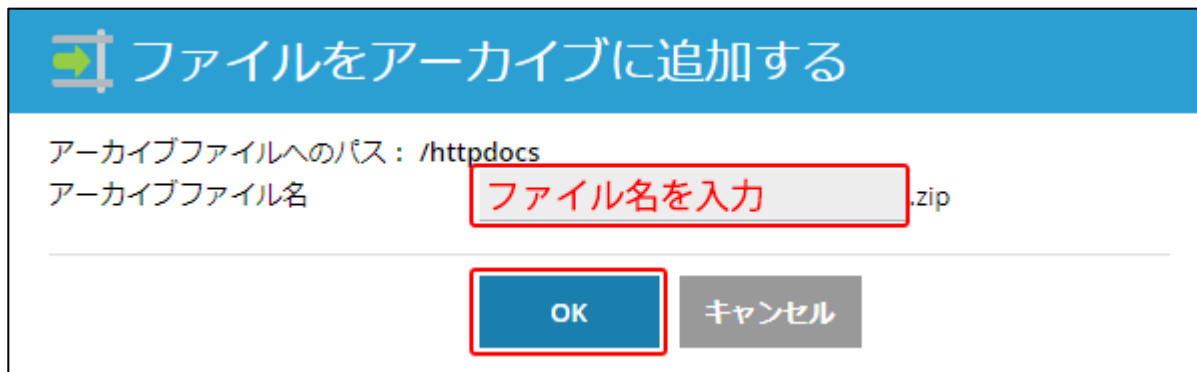 ファイルをアーカイブに追加する
アーカイブファイルへのパス： /httpdocs
アーカイブファイル名 ファイル名を入力 .zip
OK キャンセル